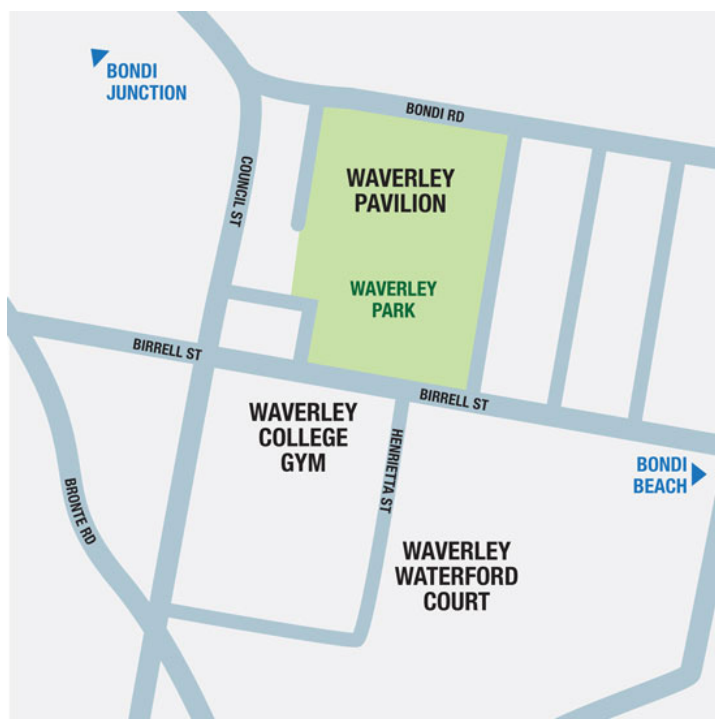 BONDI
JUNCTION
BONDI RD
COUNCIL ST
WAVERLEY
PAVILION
WAVERLEY
PARK
BIRRELL ST
BIRRELL ST
WAVERLEY
COLLEGE
GYM
HENRIETTA ST
BONDI
BEACH
BRONTE RD
WAVERLEY
WATERFORD
COURT